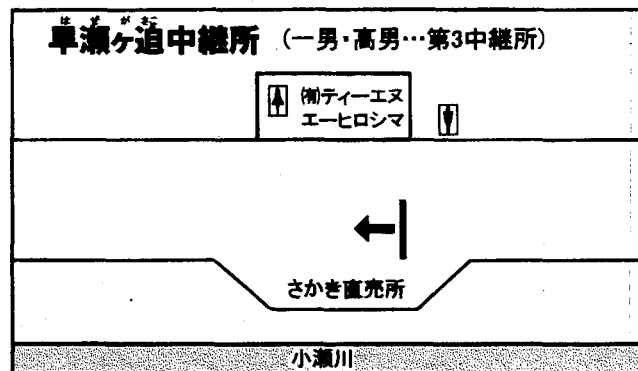 はぜがさこ
早瀬ヶ迫中継所 (一男・高男…第3中継所)
㈲ティーエヌ
エーヒロシマ
さかき直売所
小瀬川